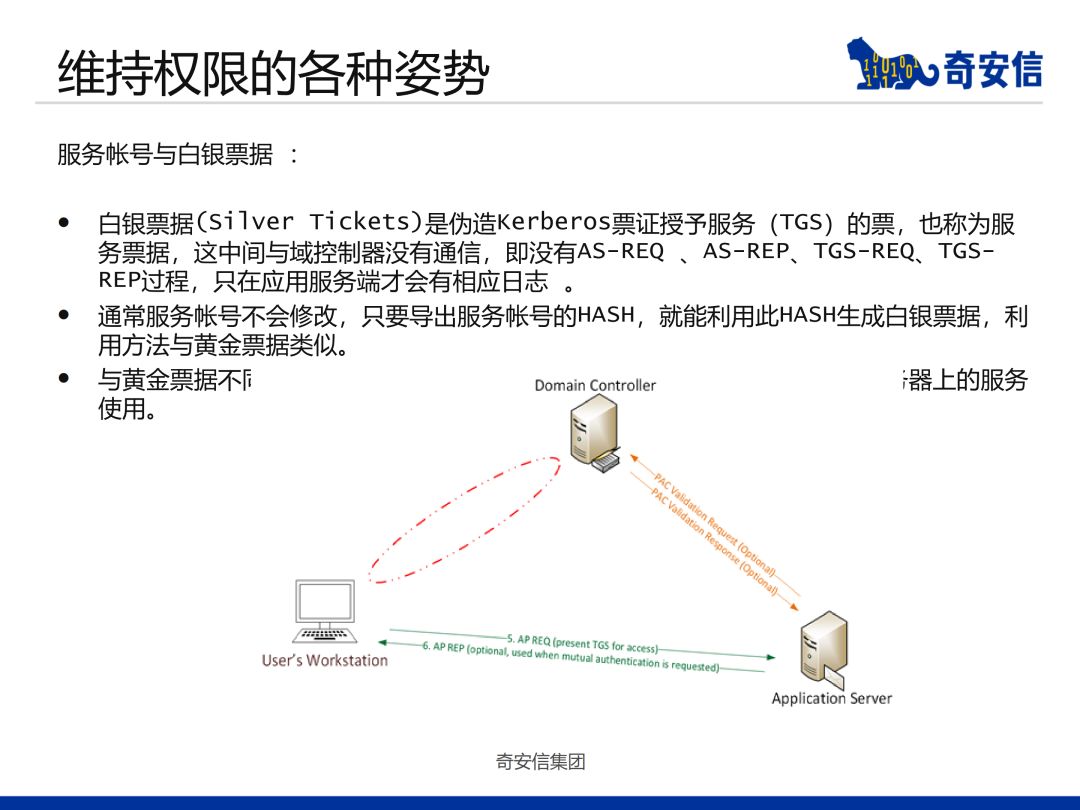 维持权限的各种姿势
奇安信
服务帐号与白银票据 ：
• 白银票据(Silver Tickets)是伪造Kerberos票证授予服务（TGS）的票，也称为服
务票据，这中间与域控制器没有通信，即没有AS-REQ 、AS-REP、TGS-REQ、TGS-
REP过程，只在应用服务端才会有相应日志 。
• 通常服务帐号不会修改，只要导出服务帐号的HASH，就能利用此HASH生成白银票据，利
用方法与黄金票据类似。
• 与黄金票据不 器上的服务
使用。
Domain Controller
PAC Validation Request (Optional)
PAC Validation Response (Optional)
5. AP REQ (present TGS for access)
6. AP REP (optional, used when mutual authentication is requested)
User's Workstation
Application Server
奇安信集团